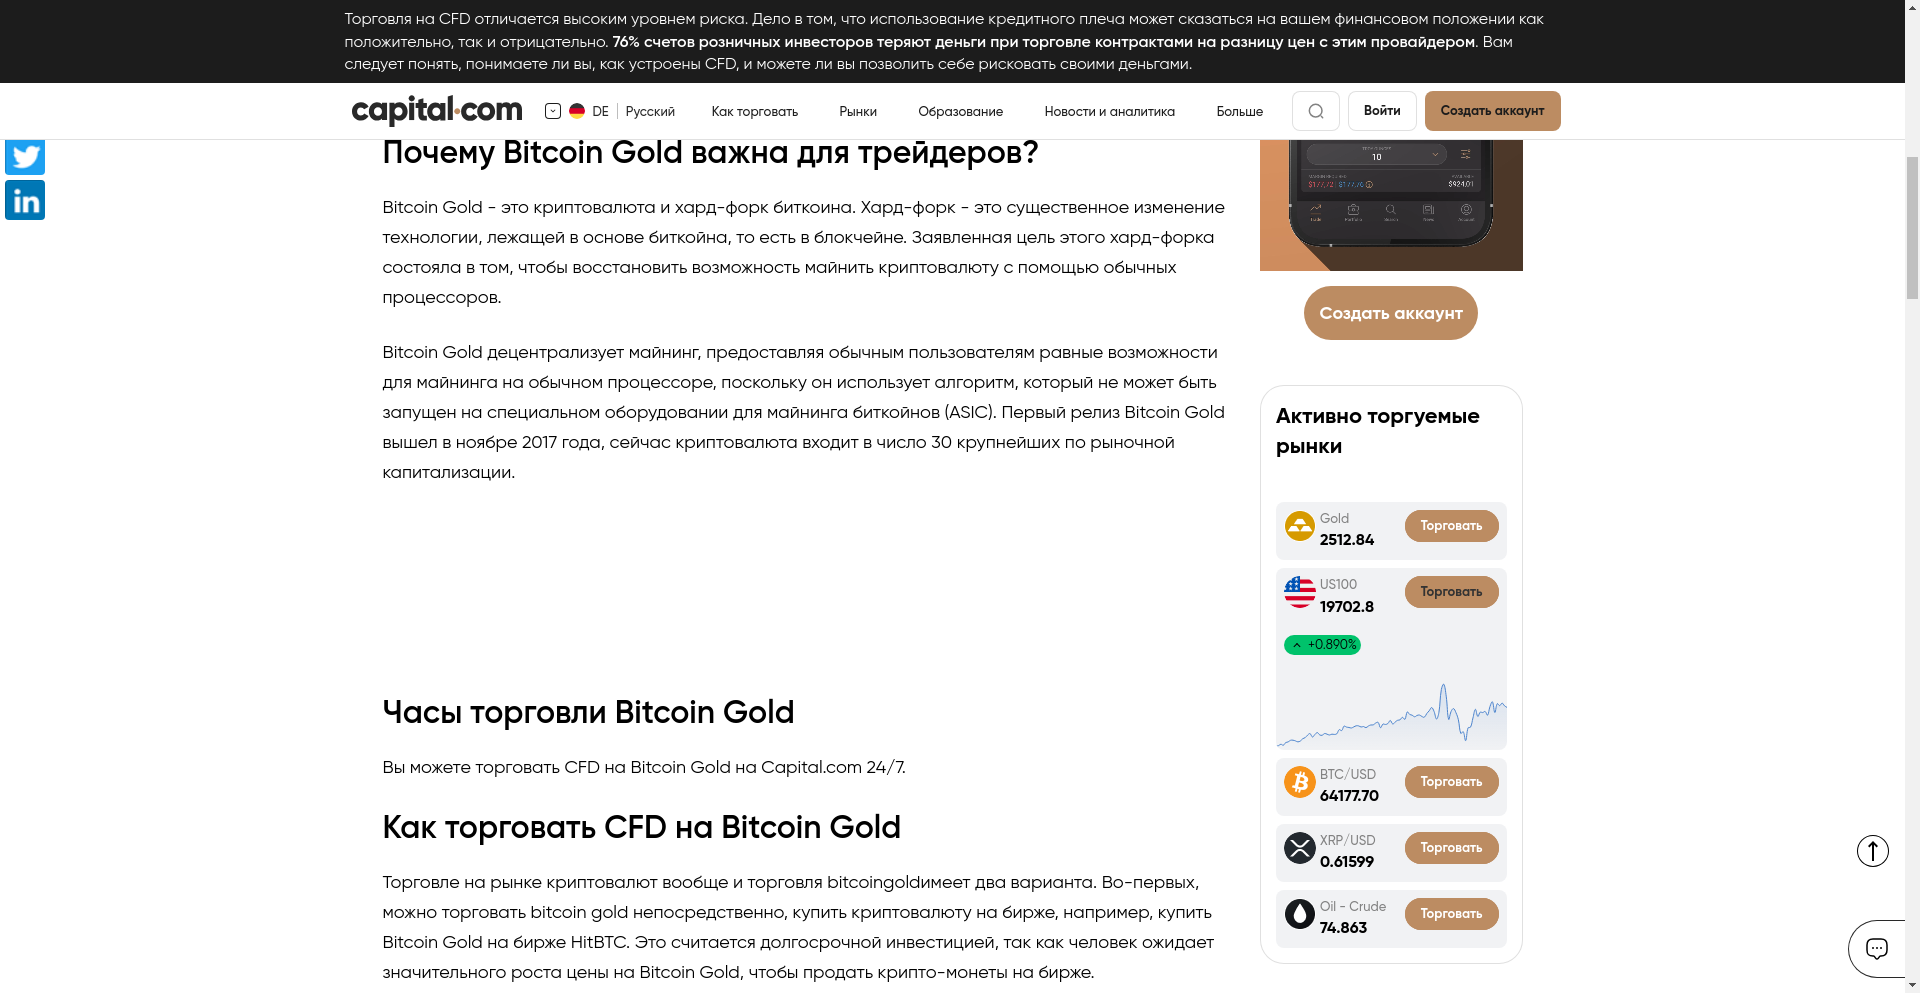 Торговля на CFD отличается высоким уровнем риска. Дело в том, что использование кредитного плеча может сказаться на вашем финансовом положении как
положительно, так и отрицательно. 76% счетов розничных инвесторов теряют деньги при торговле контрактами на разницу цен с этим провайдером. Вам
следует понять, понимаете ли вы, как устроены CFD, и можете ли вы позволить себе рисковать своими деньгами.
capital.com
DE
Русский
Как торговать
Рынки
Образование
Новости и аналитика
Больше
Войти
Создать аккаунт
in
Почему Bitcoin Gold важна для трейдеров?
Bitcoin Gold - это криптовалюта и хард-форк биткоина. Хард-форк - это существенное изменение
технологии, лежащей в основе биткойна, то есть в блокчейне. Заявленная цель этого хард-форка
состояла в том, чтобы восстановить возможность майнить криптовалюту с помощью обычных
процессоров.
Bitcoin Gold децентрализует майнинг, предоставляя обычным пользователям равные возможности
для майнинга на обычном процессоре, поскольку он использует алгоритм, который не может быть
запущен на специальном оборудовании для майнинга биткойнов (ASIC). Первый релиз Bitcoin Gold
вышел в ноябре 2017 года, сейчас криптовалюта входит в число 30 крупнейших по рыночной
капитализации.
Часы торговли Bitcoin Gold
Вы можете торговать CFD на Bitcoin Gold на Capital.com 24/7.
Как торговать CFD на Bitcoin Gold
Торговле на рынке криптовалют вообще и торговля bitcoingoldимеет два варианта. Во-первых,
можно торговать bitcoin gold непосредственно, купить криптовалюту на бирже, например, купить
Bitcoin Gold на бирже HitBTC. Это считается долгосрочной инвестицией, так как человек ожидает
значительного роста цены на Bitcoin Gold, чтобы продать крипто-монеты на бирже.
10
$177,72
$177,76
$924,01
Создать аккаунт
Активно торгуемые
рынки
Gold
2512.84
Торговать
US100
19702.8
Торговать
+0.890%
BTC/USD
64177.70
Торговать
XRP/USD
0.61599
Торговать
Oil - Crude
74.863
Торговать